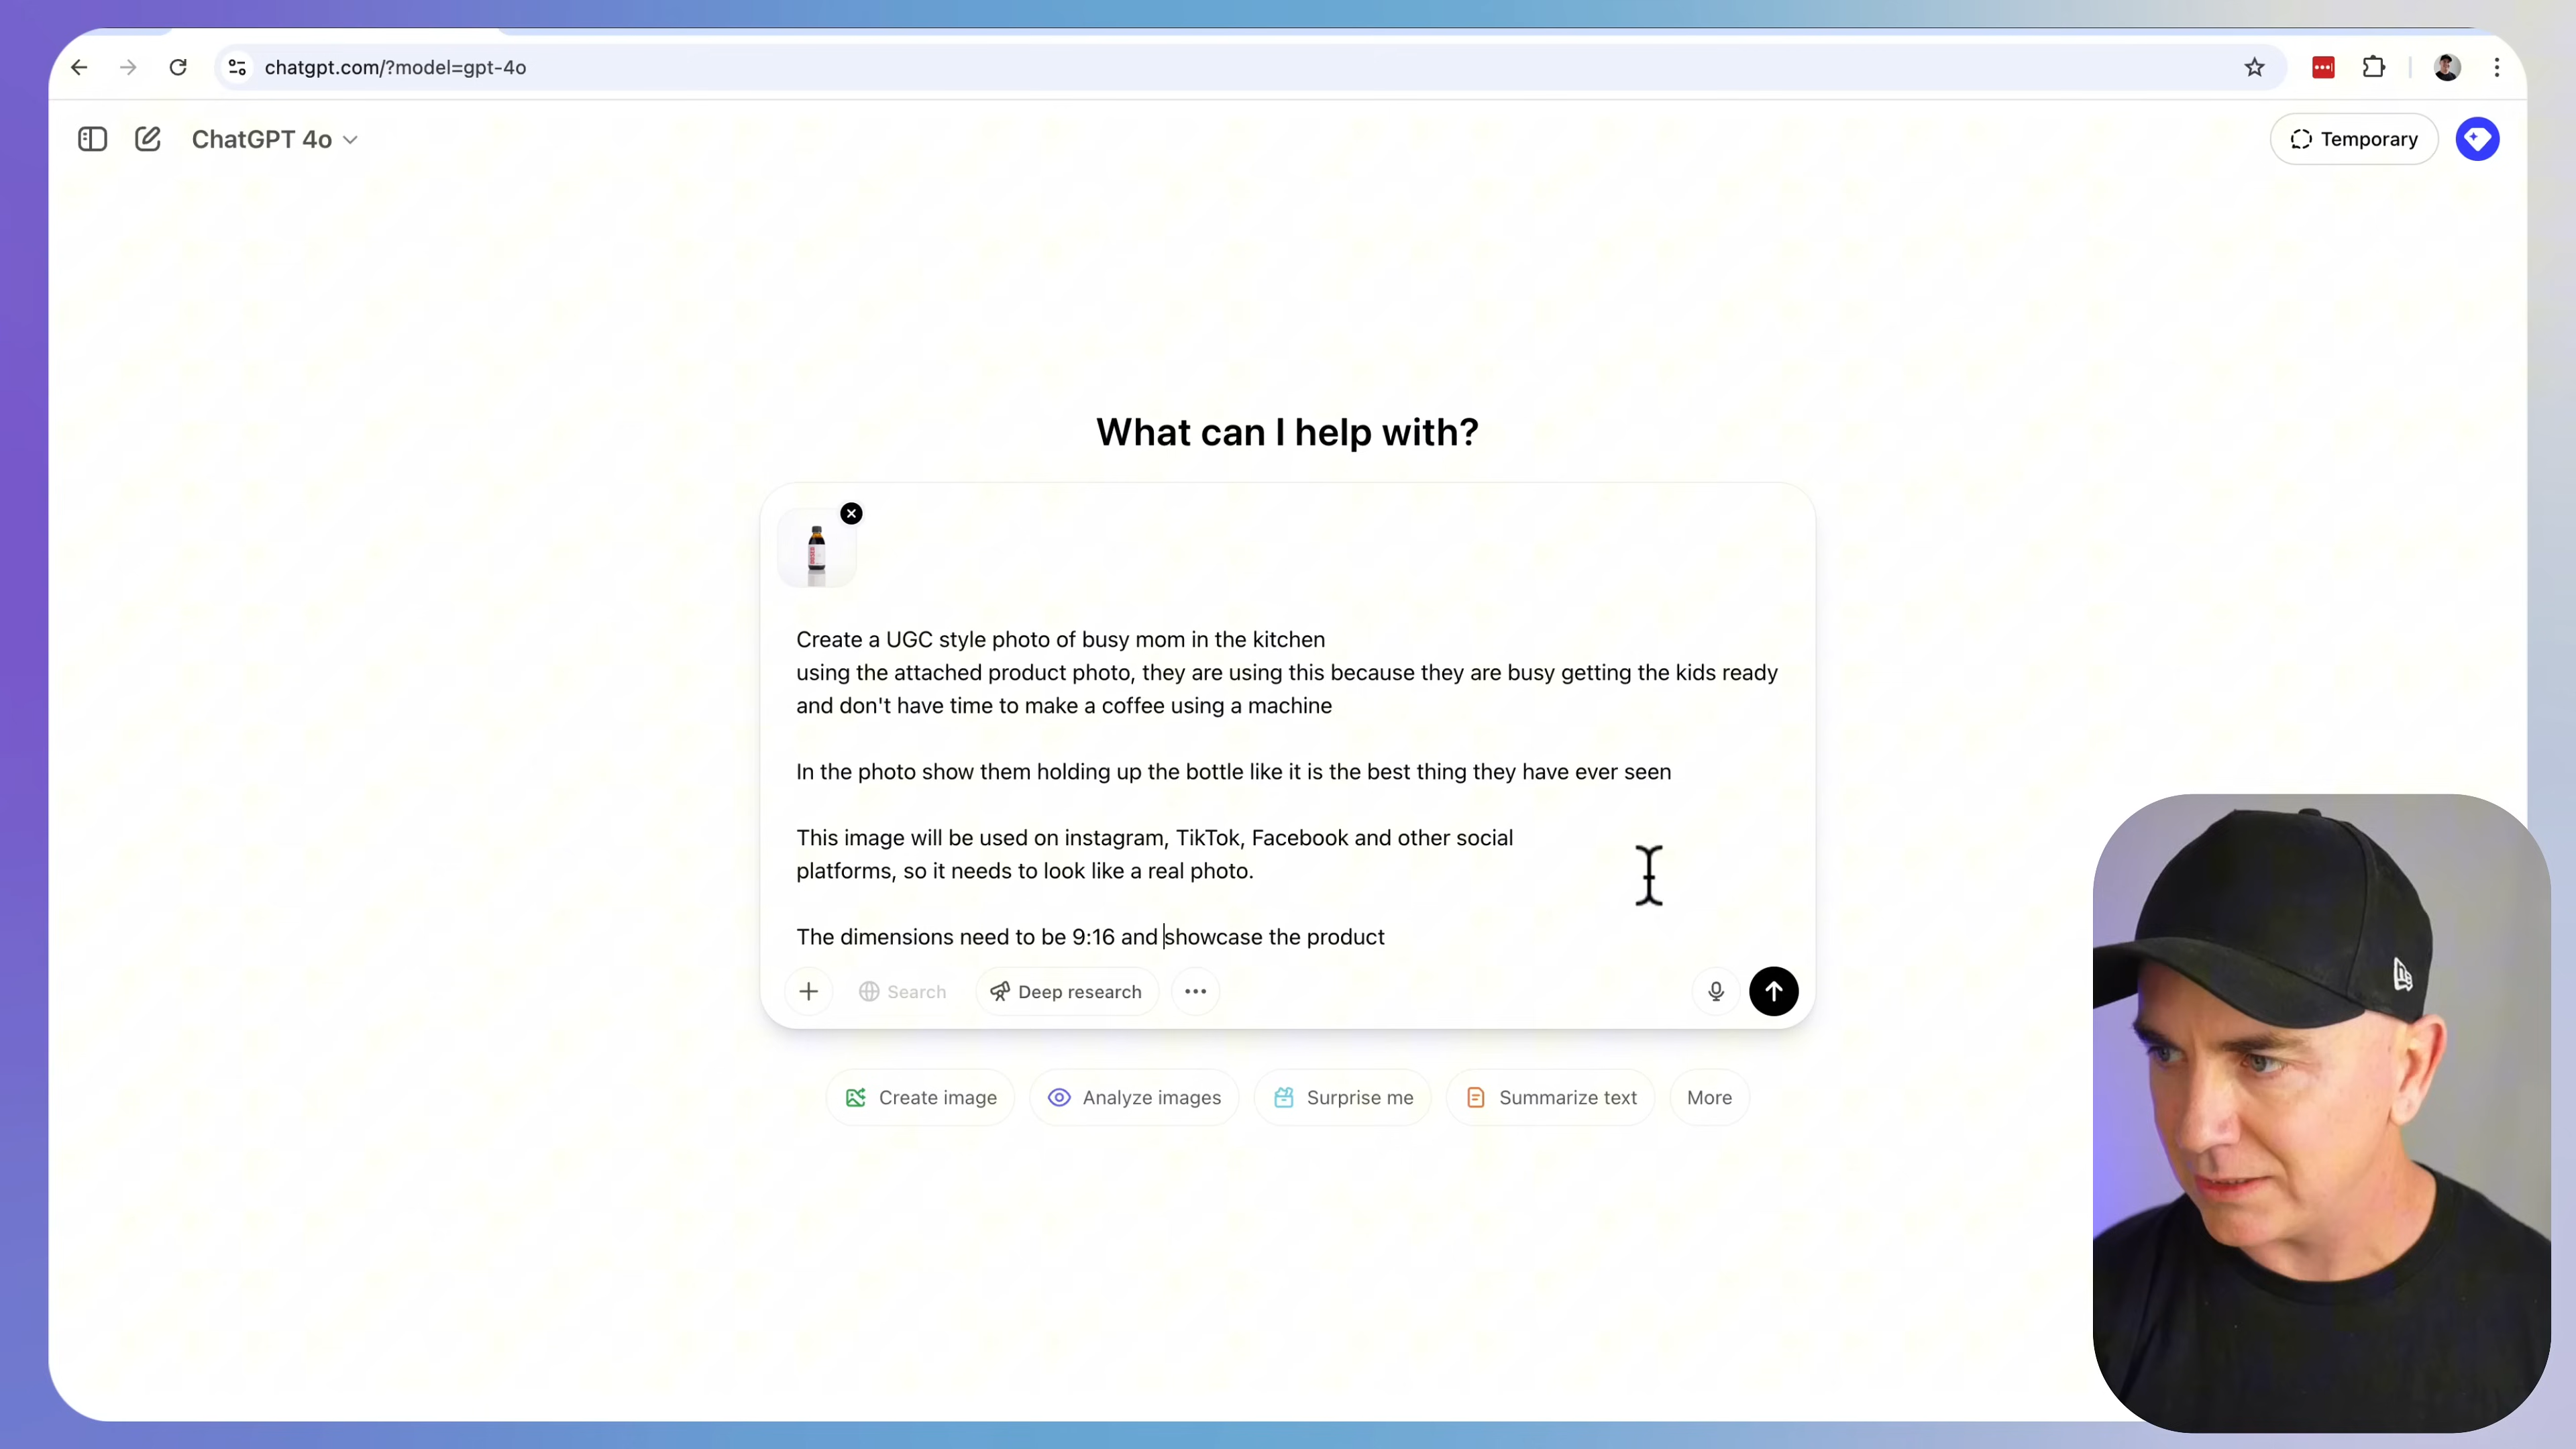 chatgpt.com/?model=gpt-4o
ChatGPT 4o
Temporary
What can I help with?
Create a UGC style photo of busy mom in the kitchen
using the attached product photo, they are using this because they are busy getting the kids ready
and don't have time to make a coffee using a machine
In the photo show them holding up the bottle like it is the best thing they have ever seen
This image will be used on instagram, TikTok, Facebook and other social
platforms, so it needs to look like a real photo.
The dimensions need to be 9:16 and showcase the product
Search
Deep research
Create image
Analyze images
Surprise me
Summarize text
More